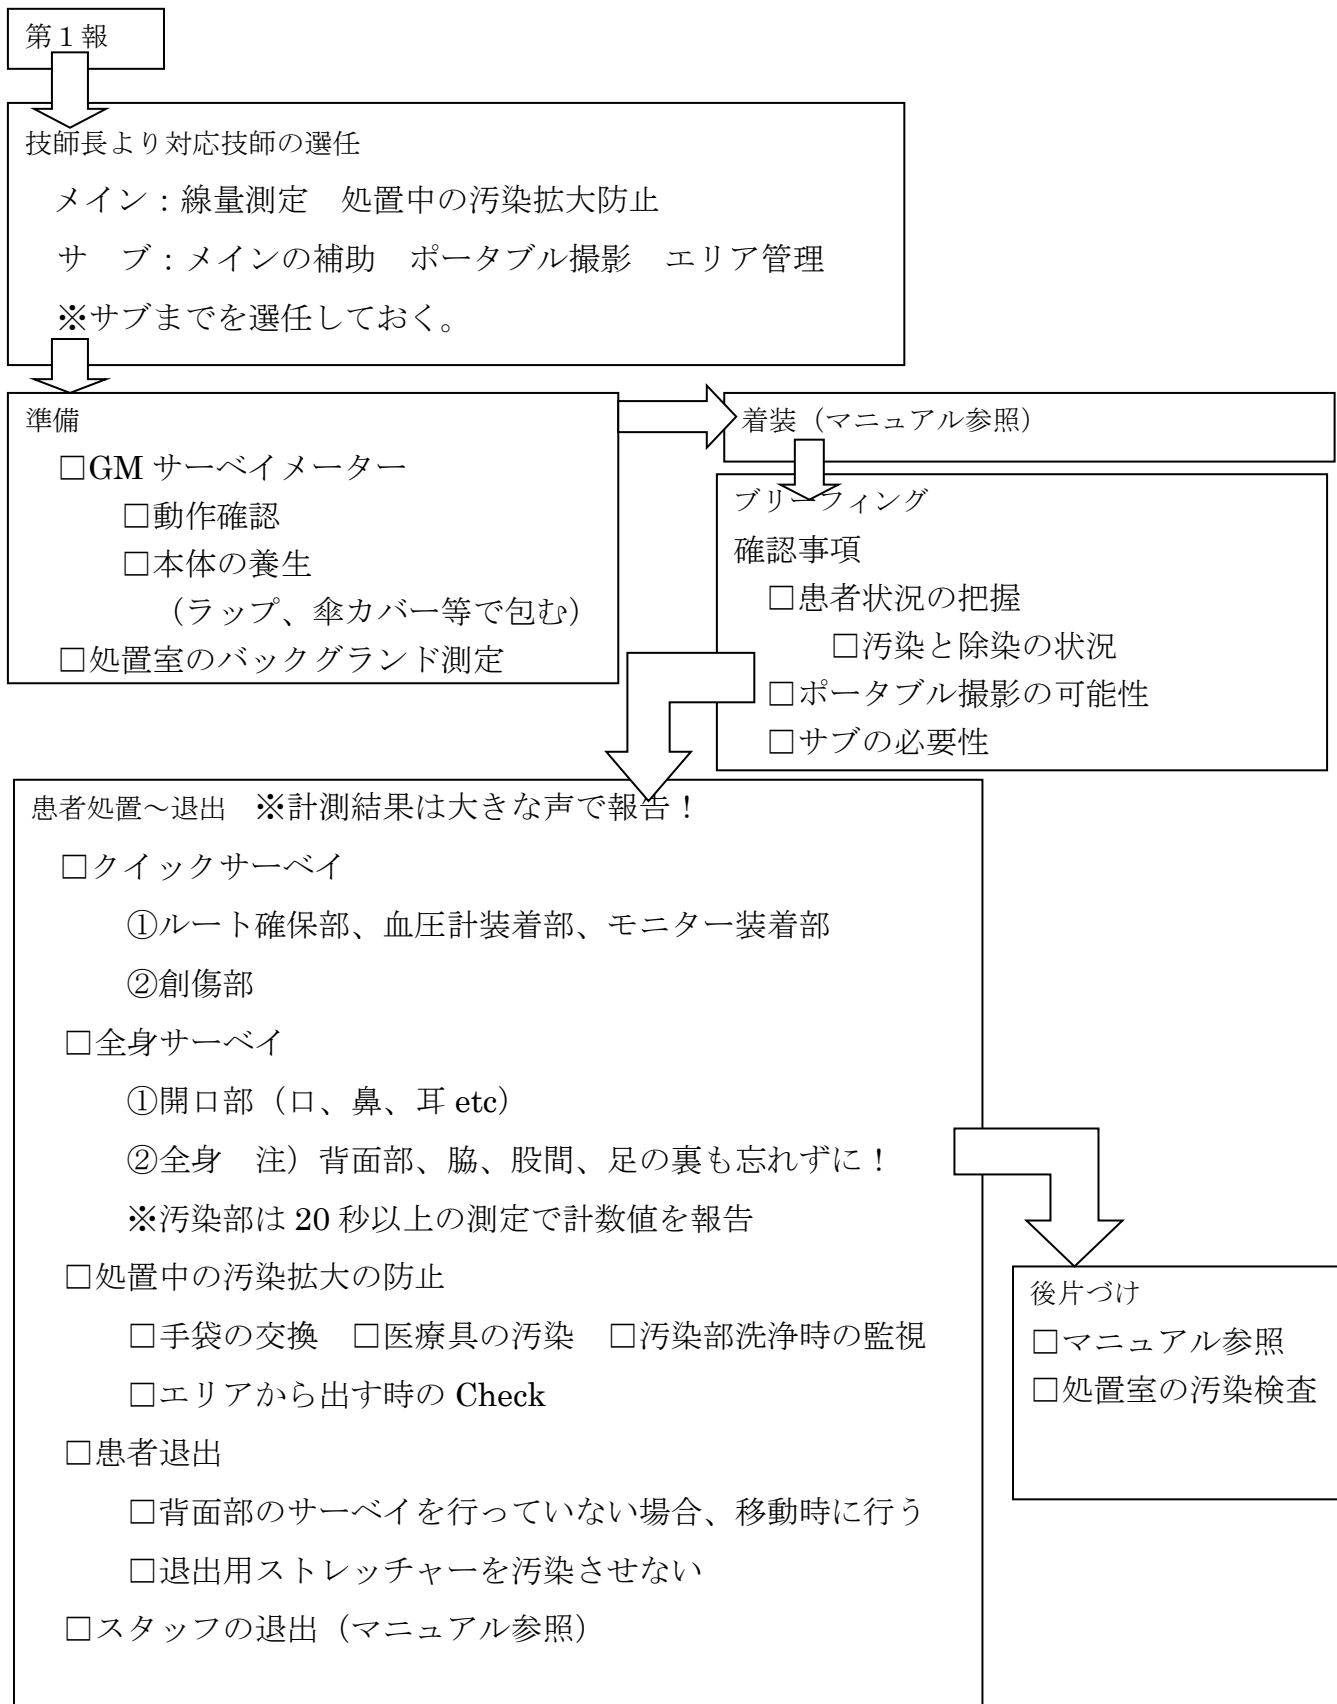 第１報
技師長より対応技師の選任
メイン：線量測定　処置中の汚染拡大防止
サ　ブ：メインの補助　ポータブル撮影　エリア管理
※サブまでを選任しておく。
準備
□GM サーベイメーター
□動作確認
□本体の養生
（ラップ、傘カバー等で包む）
□処置室のバックグランド測定
着装（マニュアル参照）
ブリーフィング
確認事項
□患者状況の把握
□汚染と除染の状況
□ポータブル撮影の可能性
□サブの必要性
患者処置～退出　※計測結果は大きな声で報告！
□クイックサーベイ
①ルート確保部、血圧計装着部、モニター装着部
②創傷部
□全身サーベイ
①開口部（口、鼻、耳 etc）
②全身　注）背面部、脇、股間、足の裏も忘れずに！
※汚染部は 20 秒以上の測定で計数値を報告
□処置中の汚染拡大の防止
□手袋の交換　□医療具の汚染　□汚染部洗浄時の監視
□エリアから出す時の Check
□患者退出
□背面部のサーベイを行っていない場合、移動時に行う
□退出用ストレッチャーを汚染させない
□スタッフの退出（マニュアル参照）
後片づけ
□マニュアル参照
□処置室の汚染検査